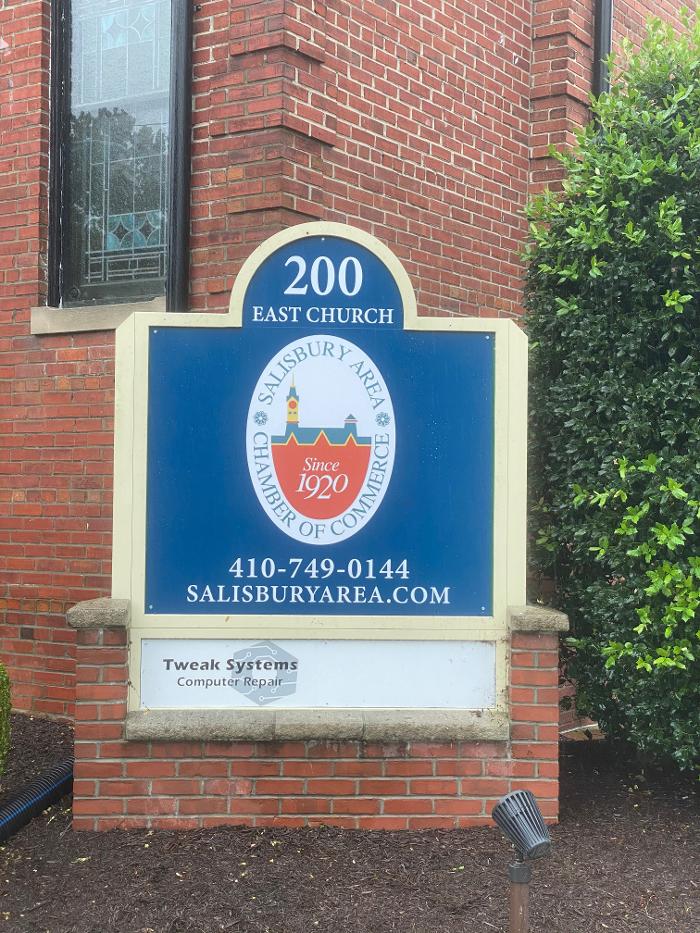 200
EAST CHURCH
SALISBURY AREA
Since
1920
CHAMBER OF COMMERCE
410-749-0144
SALISBURYAREA.COM
Tweak Systems
Computer Repair